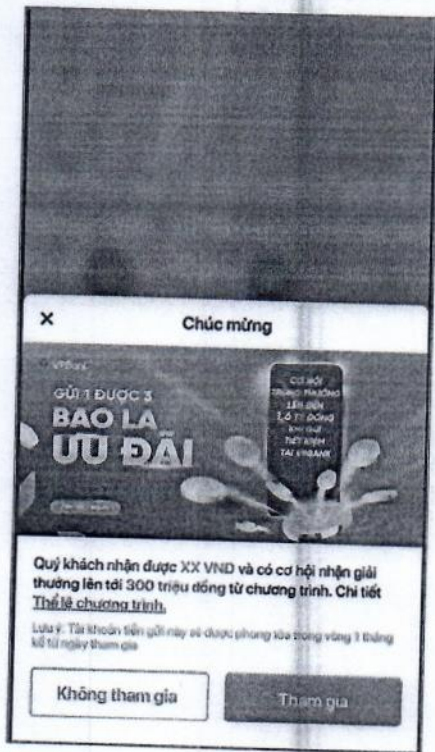 Chúc mừng
VPBank
GỬI 1 ĐƯỢC 3
BAO LA
ƯU ĐÃI
CƠ HỘI
TRÚNG THƯỞNG
LÊN ĐẾN
1,6 TỶ ĐỒNG
KHI GỬI
TIẾT KIỆM
TẠI VPBANK
Quý khách nhận được XX VND và có cơ hội nhận giải
thưởng lên tới 300 triệu đồng từ chương trình. Chi tiết
Thể lệ chương trình.
Lưu ý: Tài khoản tiền gửi này sẽ được phong tỏa trong vòng 1 tháng
kể từ ngày tham gia
Không tham gia
Tham gia